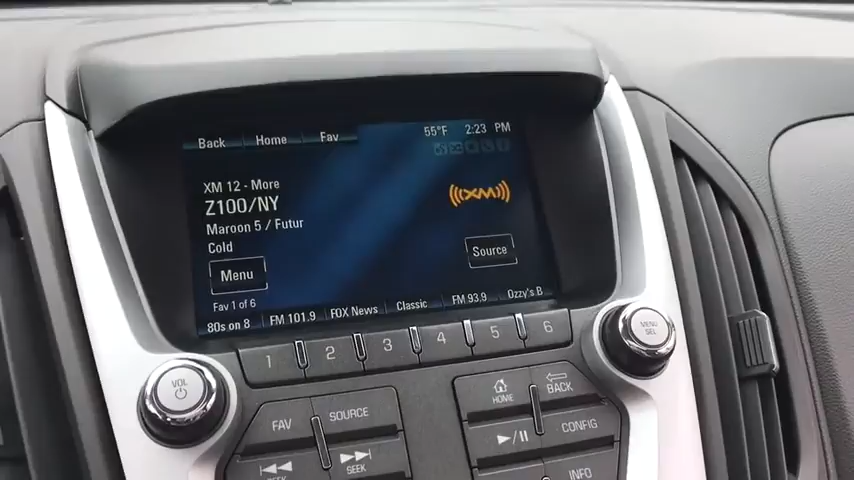 Back Home Fav 55°F 2:23 PM
XM 12 - More
Z100/NY
((XM))
Maroon 5 / Futur
Cold
Menu
Source
Fav 1 of 6
80s on 8 FM 101.9 FOX News Classic FM 93.9 Ozzy's B
1 2 3 4 5 6
VOL
MENU
SEL
FAV SOURCE
HOME BACK
SEEK SEEK
CONFIG
INFO